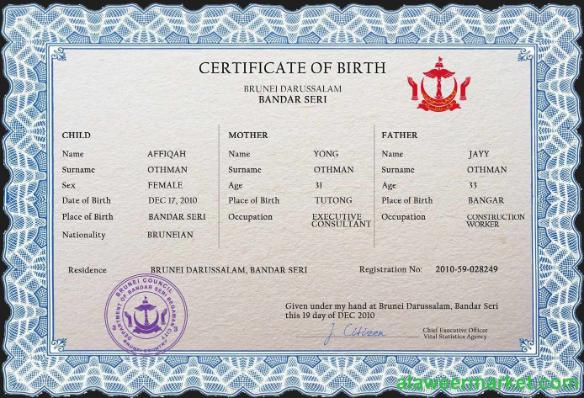 CERTIFICATE OF BIRTH
BRUNEI DARUSSALAM
BANDAR SERI
CHILD
Name AFFIQAH
Surname OTHMAN
Sex FEMALE
Date of Birth DEC 17, 2010
Place of Birth BANDAR SERI
Nationality BRUNEIAN
MOTHER
Name YONG
Surname OTHMAN
Age 31
Place of Birth TUTONG
Occupation EXECUTIVE
CONSULTANT
FATHER
Name JAYY
Surname OTHMAN
Age 33
Place of Birth BANGAR
Occupation CONSTRUCTION
WORKER
Residence BRUNEI DARUSSALAM, BANDAR SERI
Registration No: 2010-59-028249
BRUNEI COUNCIL
DEPARTMENT OF BANDAR SERI
Given under my hand at Brunei Darussalam, Bandar Seri
this 19 day of DEC 2010
J. Citizen
Chief Executive Officer
Vital Statistics Agency
alaweermarket.com